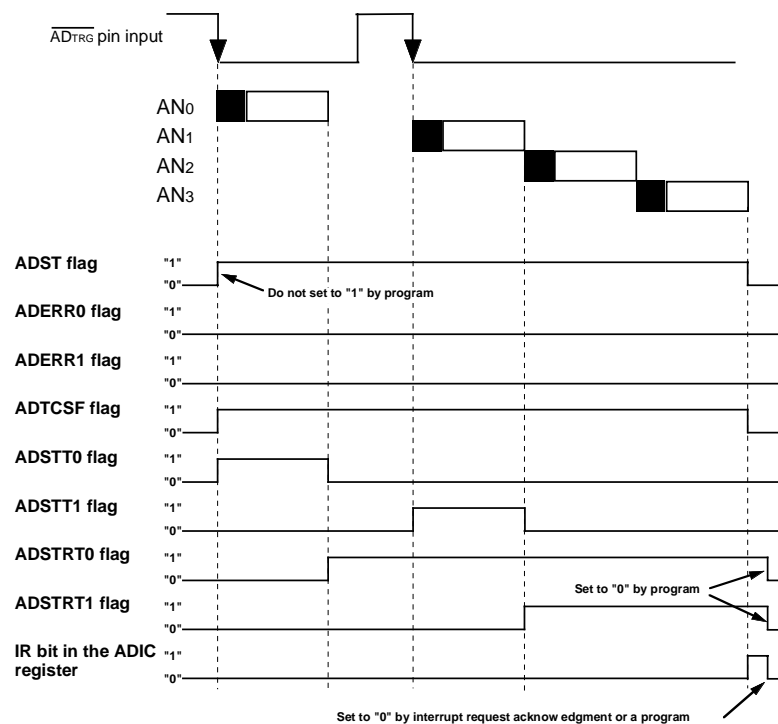 ADTRG pin input
AN0
AN1
AN2
AN3
ADST flag "1"
"0"
Do not set to "1" by program
ADERR0 flag "1"
"0"
ADERR1 flag "1"
"0"
ADTCSF flag "1"
"0"
ADSTT0 flag "1"
"0"
ADSTT1 flag "1"
"0"
ADSTRT0 flag "1"
"0"
Set to "0" by program
ADSTRT1 flag "1"
"0"
IR bit in the ADIC "1"
register
"0"
Set to "0" by interrupt request acknow edgment or a program